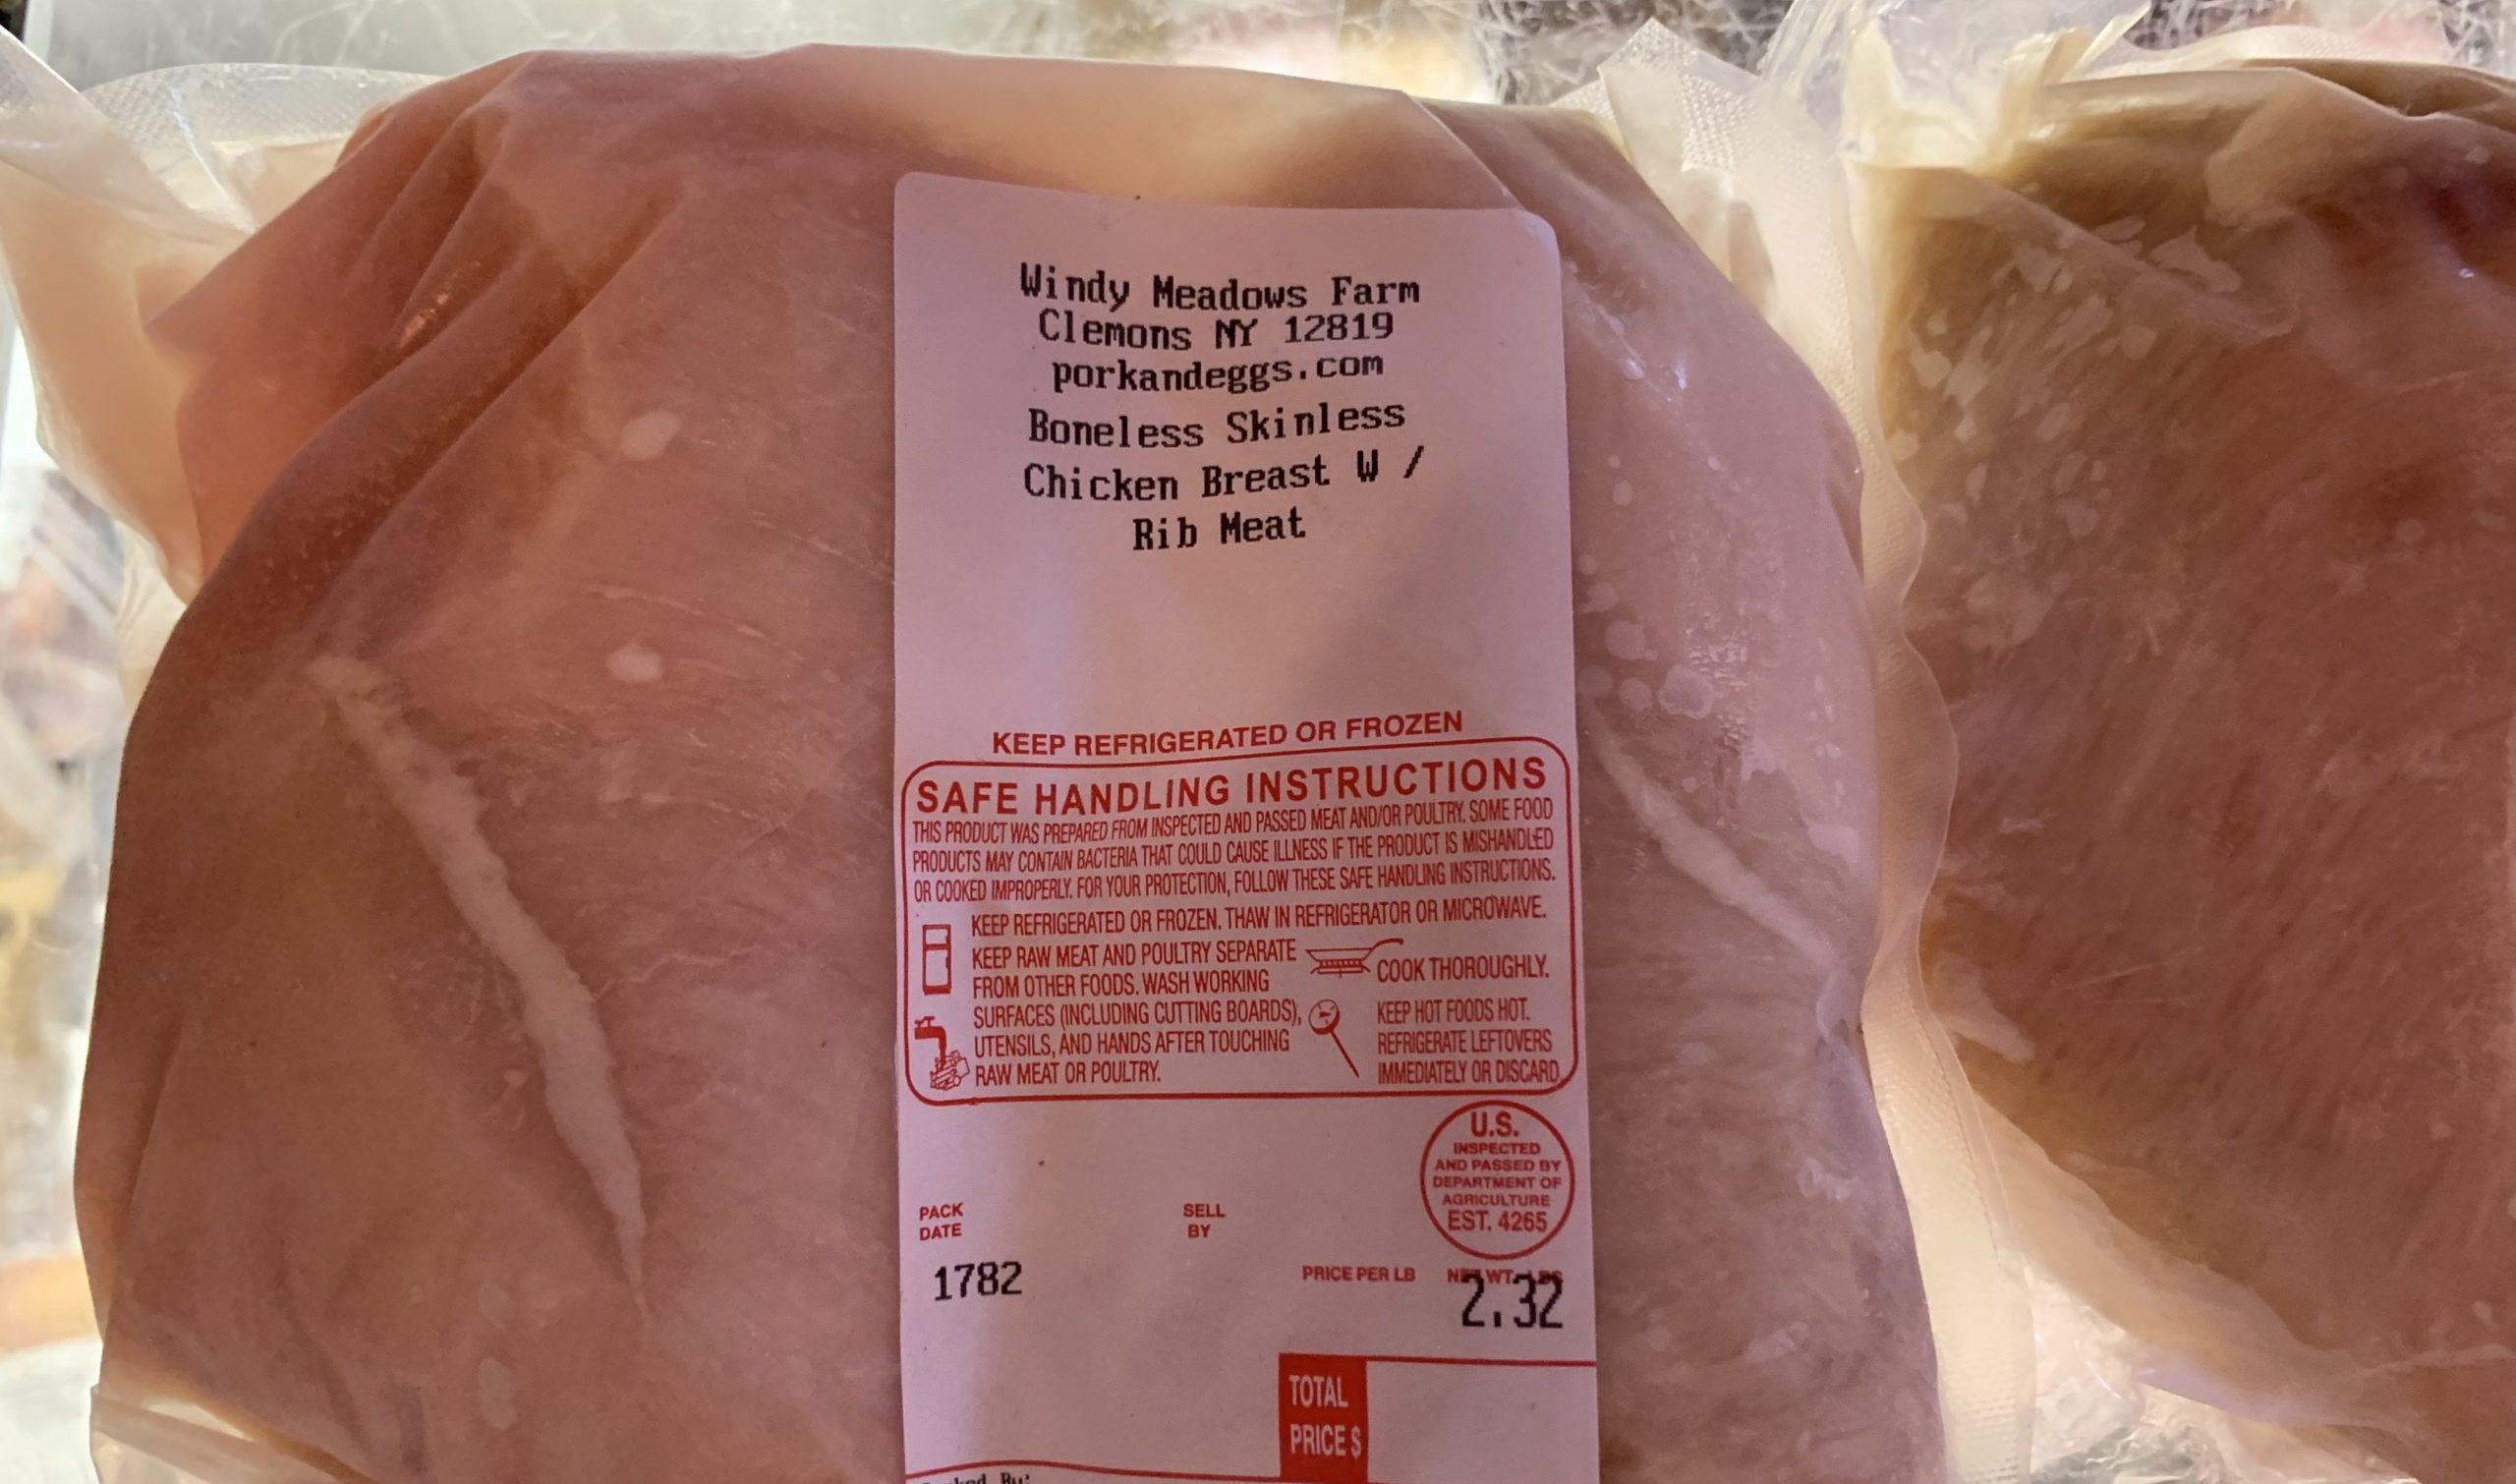 Windy Meadows Farm
Clemons NY 12819
porkandeggs.com
Boneless Skinless
Chicken Breast W /
Rib Meat
KEEP REFRIGERATED OR FROZEN
SAFE HANDLING INSTRUCTIONS
THIS PRODUCT WAS PREPARED FROM INSPECTED AND PASSED MEAT AND/OR POULTRY. SOME FOOD
PRODUCTS MAY CONTAIN BACTERIA THAT COULD CAUSE ILLNESS IF THE PRODUCT IS MISHANDLED
OR COOKED IMPROPERLY. FOR YOUR PROTECTION, FOLLOW THESE SAFE HANDLING INSTRUCTIONS.
KEEP REFRIGERATED OR FROZEN. THAW IN REFRIGERATOR OR MICROWAVE.
KEEP RAW MEAT AND POULTRY SEPARATE
FROM OTHER FOODS. WASH WORKING
SURFACES (INCLUDING CUTTING BOARDS),
UTENSILS, AND HANDS AFTER TOUCHING
RAW MEAT OR POULTRY.
COOK THOROUGHLY.
KEEP HOT FOODS HOT.
REFRIGERATE LEFTOVERS
IMMEDIATELY OR DISCARD
U.S.
INSPECTED
AND PASSED BY
DEPARTMENT OF
AGRICULTURE
EST. 4265
PACK
DATE
SELL
BY
1782
PRICE PER LB
NET WT. LBS
2.32
TOTAL
PRICE $
By: